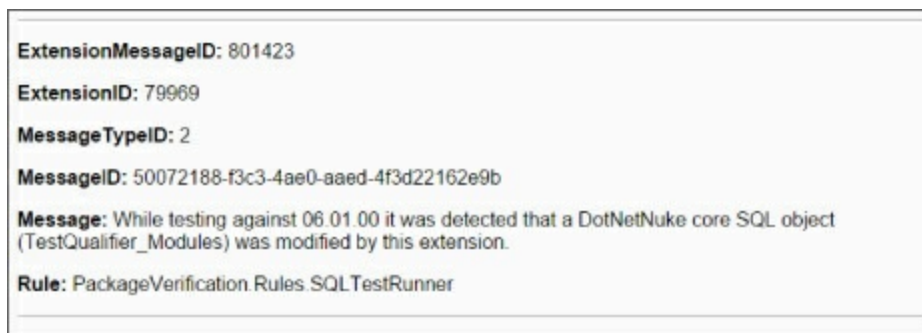 ExtensionMessageID: 801423
ExtensionID: 79969
MessageTypeID: 2
MessageID: 50072188-f3c3-4ae0-aaed-4f3d22162e9b
Message: While testing against 06.01.00 it was detected that a DotNetNuke core SQL object
(TestQualifier_Modules) was modified by this extension.
Rule: PackageVerification.Rules.SQLTestRunner